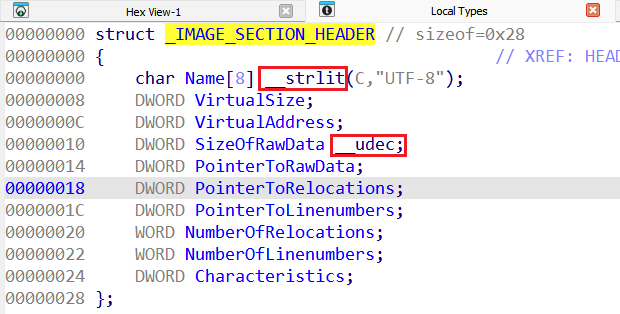 Hex View-1
Local Types
00000000 struct _IMAGE_SECTION_HEADER // sizeof=0x28
00000000 { // XREF: HEAD
00000000 char Name[8] __strlit(C,"UTF-8");
00000008 DWORD VirtualSize;
0000000C DWORD VirtualAddress;
00000010 DWORD SizeOfRawData __udec;
00000014 DWORD PointerToRawData;
00000018 DWORD PointerToRelocations;
0000001C DWORD PointerToLinenumbers;
00000020 WORD NumberOfRelocations;
00000022 WORD NumberOfLinenumbers;
00000024 DWORD Characteristics;
00000028 };